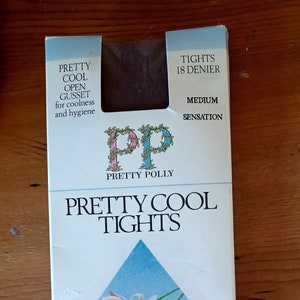 PRETTY
COOL
OPEN
GUSSET
for coolness
and hygiene
TIGHTS
18 DENIER
MEDIUM
SENSATION
PP
PRETTY POLLY
PRETTY COOL
TIGHTS